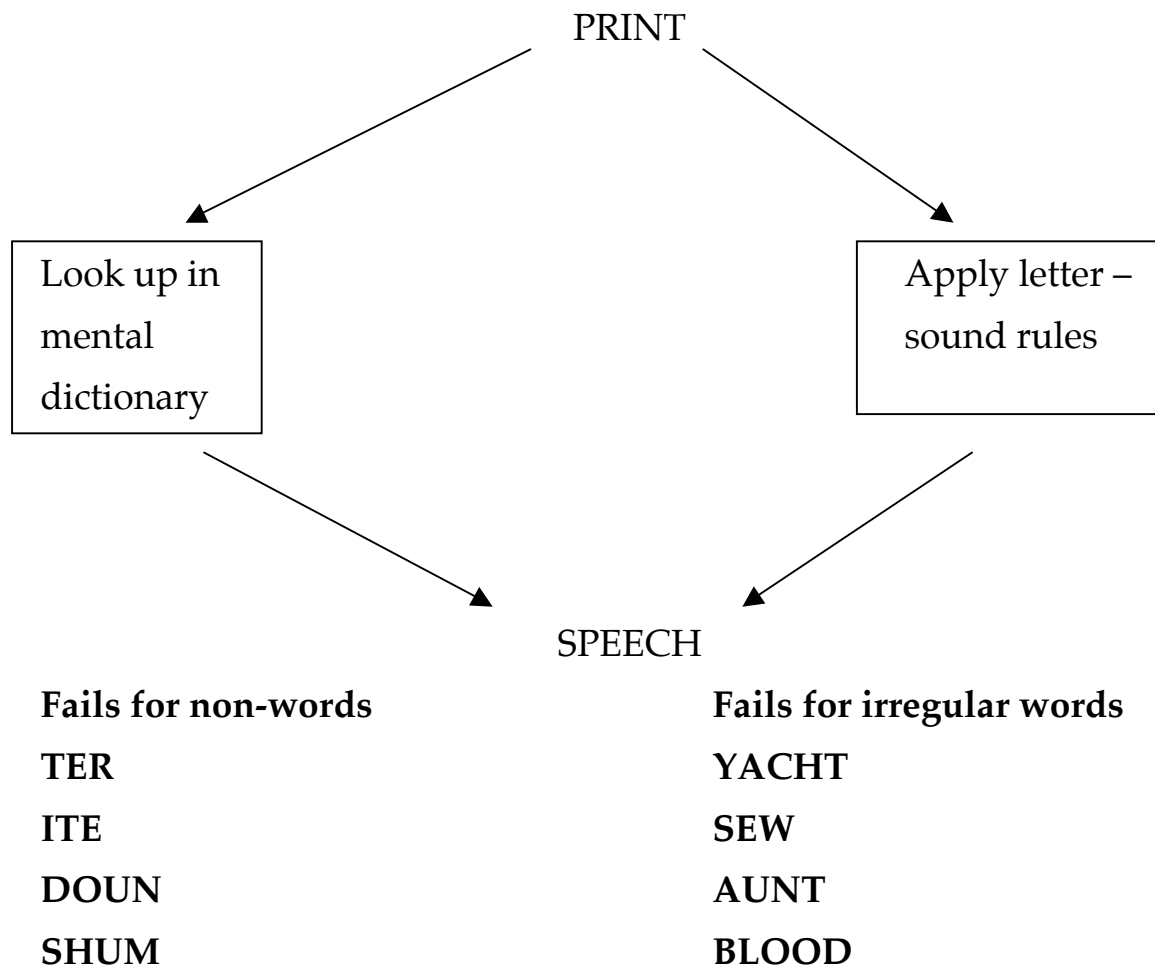 PRINT
Look up in
mental
dictionary
Apply letter –
sound rules
SPEECH
Fails for non-words
TER
ITE
DOUN
SHUM
Fails for irregular words
YACHT
SEW
AUNT
BLOOD